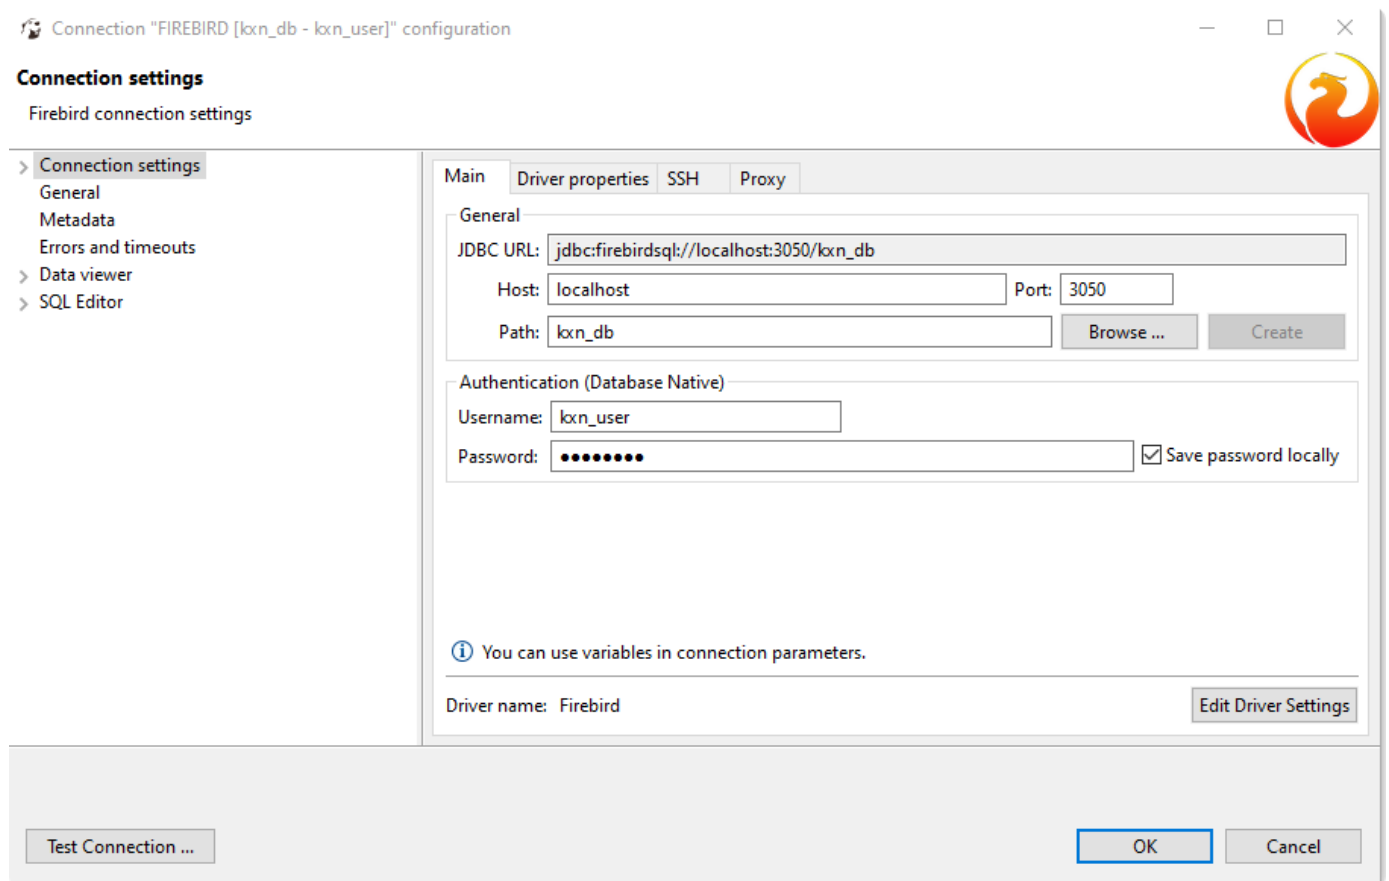 Connection "FIREBIRD [kxn_db - kxn_user]" configuration
Connection settings
Firebird connection settings
Connection settings
General
Metadata
Errors and timeouts
Data viewer
SQL Editor
Main Driver properties SSH Proxy
General
JDBC URL: jdbc:firebirdsql://localhost:3050/kxn_db
Host: localhost Port: 3050
Path: kxn_db Browse ... Create
Authentication (Database Native)
Username: kxn_user
Password: •••••••• Save password locally
You can use variables in connection parameters.
Driver name: Firebird Edit Driver Settings
Test Connection ... OK Cancel